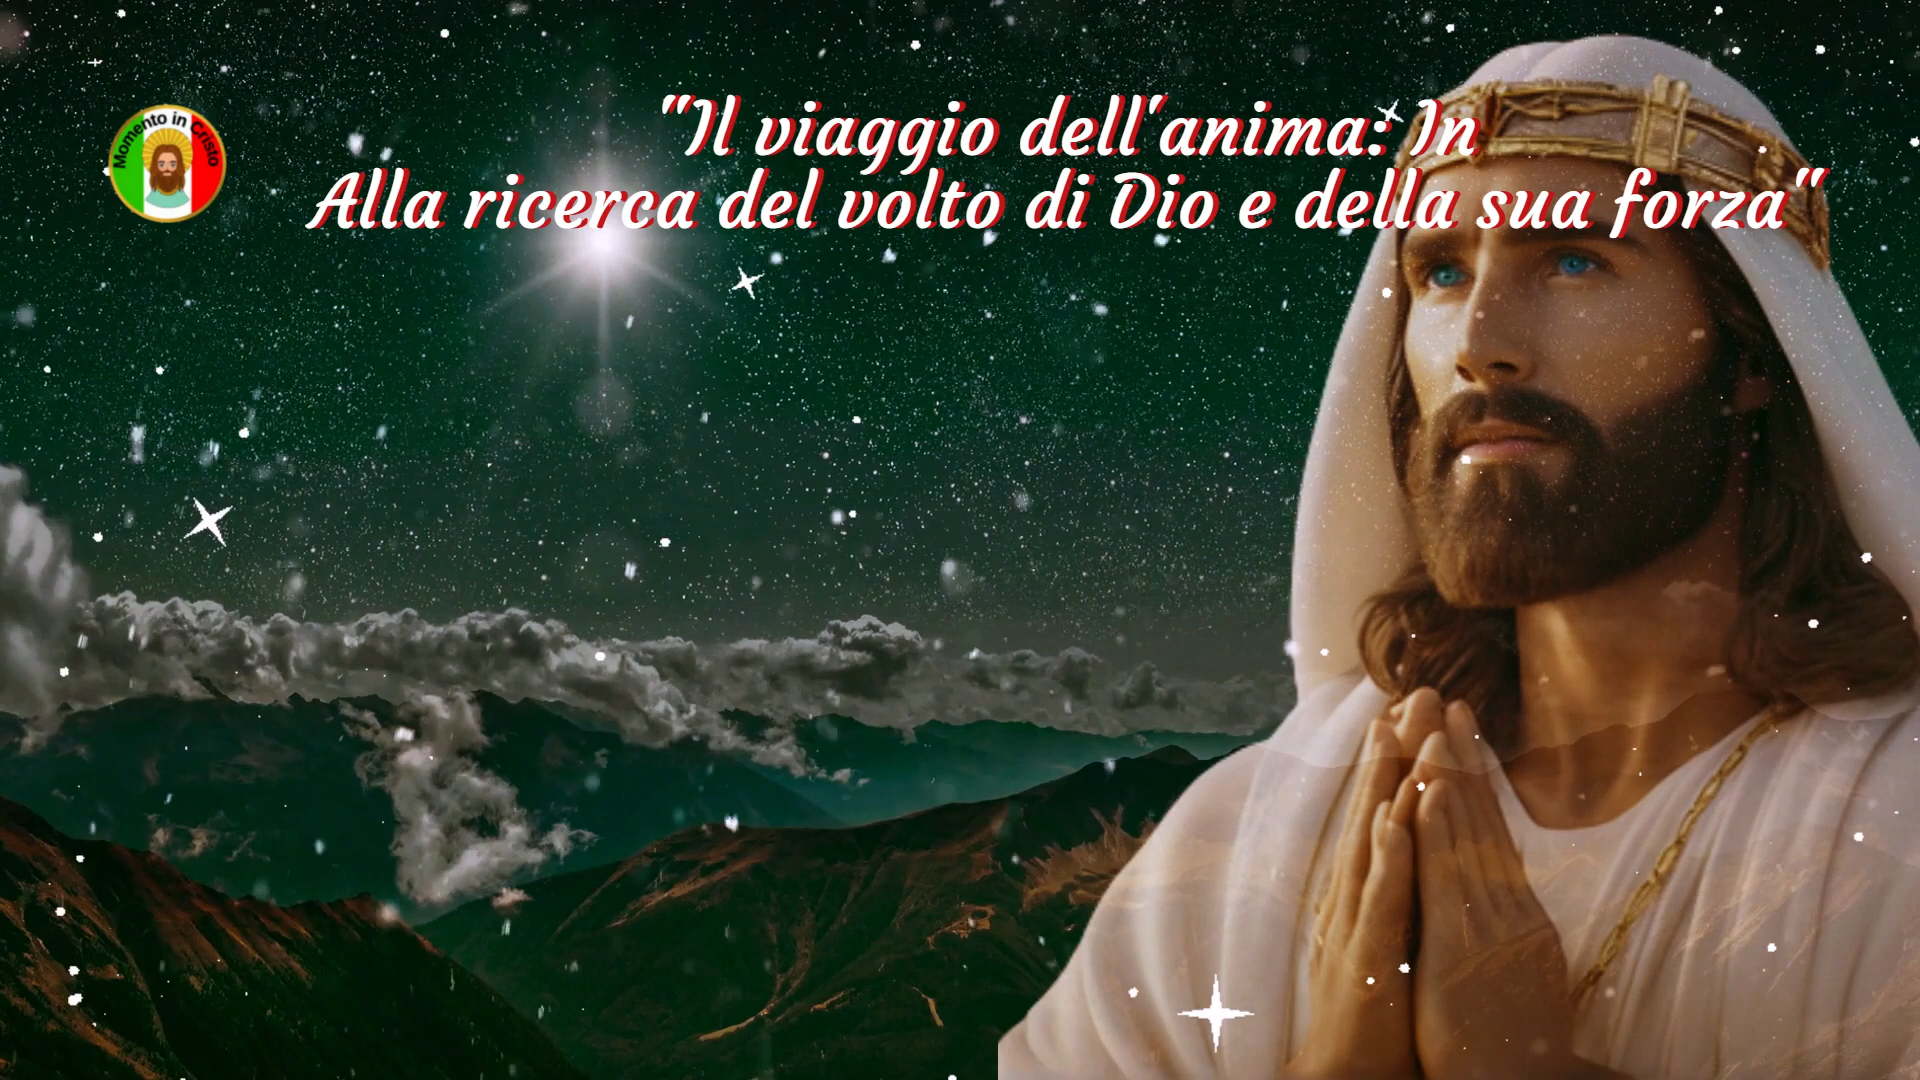 Momento in Cristo
"Il viaggio dell'anima: In
Alla ricerca del volto di Dio e della sua forza"